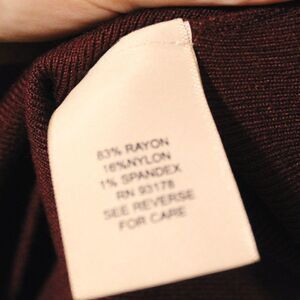 83% RAYON
16%NYLON
1% SPANDEX
RN 93178
SEE REVERSE
FOR CARE